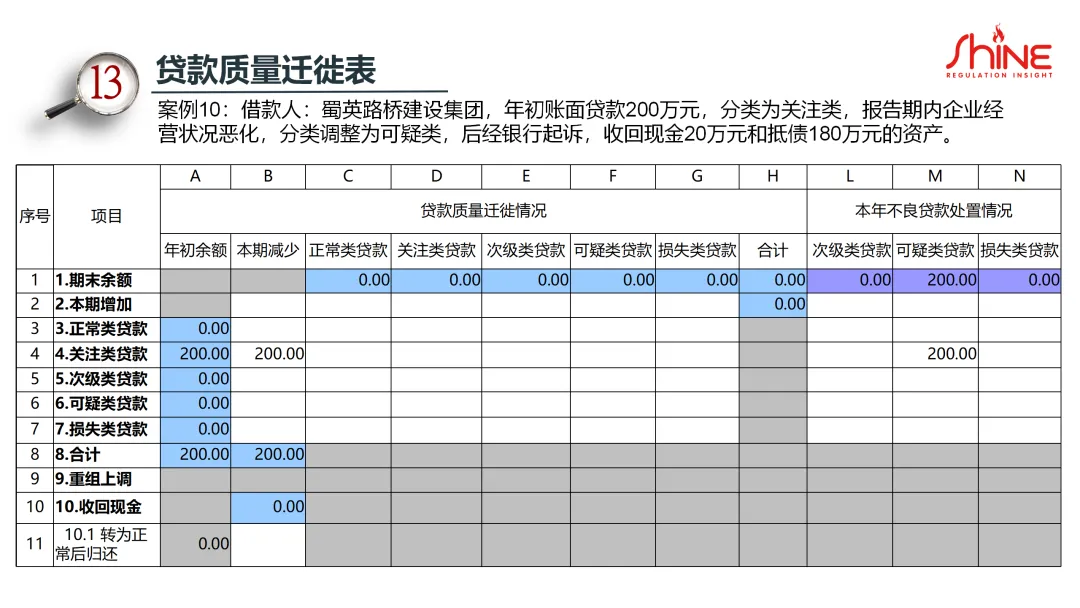 SHINE
REGULATION INSIGHT
13
贷款质量迁徙表
案例10：借款人：蜀英路桥建设集团，年初账面贷款200万元，分类为关注类，报告期内企业经
营状况恶化，分类调整为可疑类，后经银行起诉，收回现金20万元和抵债180万元的资产。
序号 项目 A B C D E F G H L M N
贷款质量迁徙情况 本年不良贷款处置情况
年初余额 本期减少 正常类贷款 关注类贷款 次级类贷款 可疑类贷款 损失类贷款 合计 次级类贷款 可疑类贷款 损失类贷款
1 1.期末余额 0.00 0.00 0.00 0.00 0.00 0.00 0.00 200.00 0.00
2 2.本期增加 0.00
3 3.正常类贷款 0.00
4 4.关注类贷款 200.00 200.00 200.00
5 5.次级类贷款 0.00
6 6.可疑类贷款 0.00
7 7.损失类贷款 0.00
8 8.合计 200.00 200.00
9 9.重组上调
10 10.收回现金 0.00
11 10.1 转为正 0.00
常后归还